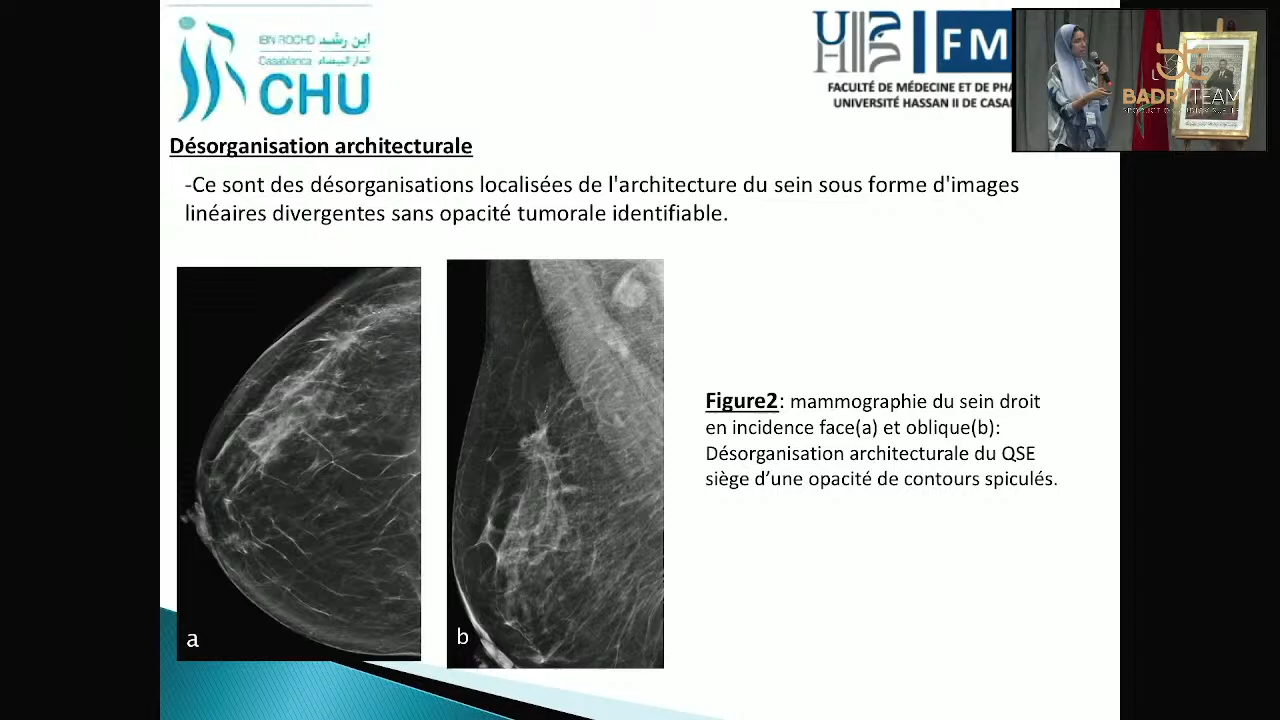 IBN ROCHD ابن رشد
Casablanca الدار البيضاء
CHU
UH
FM
FACULTÉ DE MÉDECINE ET DE PHA
UNIVERSITÉ HASSAN II DE CASA
BADR TEAM
Désorganisation architecturale
-Ce sont des désorganisations localisées de l'architecture du sein sous forme d'images
linéaires divergentes sans opacité tumorale identifiable.
Figure2: mammographie du sein droit
en incidence face(a) et oblique(b):
Désorganisation architecturale du QSE
siège d’une opacité de contours spiculés.
a
b